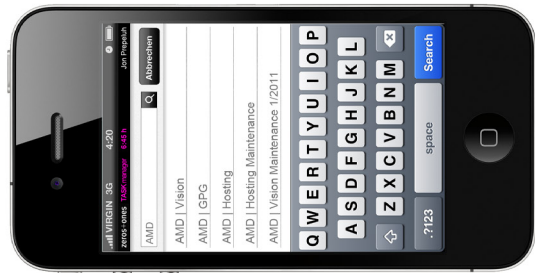 VIRGIN 3G 4:20
zeros+ones TASKmanager 6:45 h Jon Prepeluh
AMD Abbrechen
AMD | Vision
AMD | GPG
AMD | Hosting
AMD | Hosting Maintenance
AMD | Vision Maintenance 1/2011
Q W E R T Y U I O P
A S D F G H J K L
Z X C V B N M
.?123 space Search